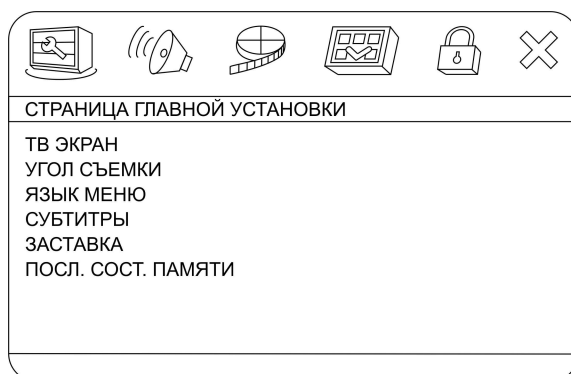 СТРАНИЦА ГЛАВНОЙ УСТАНОВКИ
ТВ ЭКРАН
УГОЛ СЪЕМКИ
ЯЗЫК МЕНЮ
СУБТИТРЫ
ЗАСТАВКА
ПОСЛ. СОСТ. ПАМЯТИ